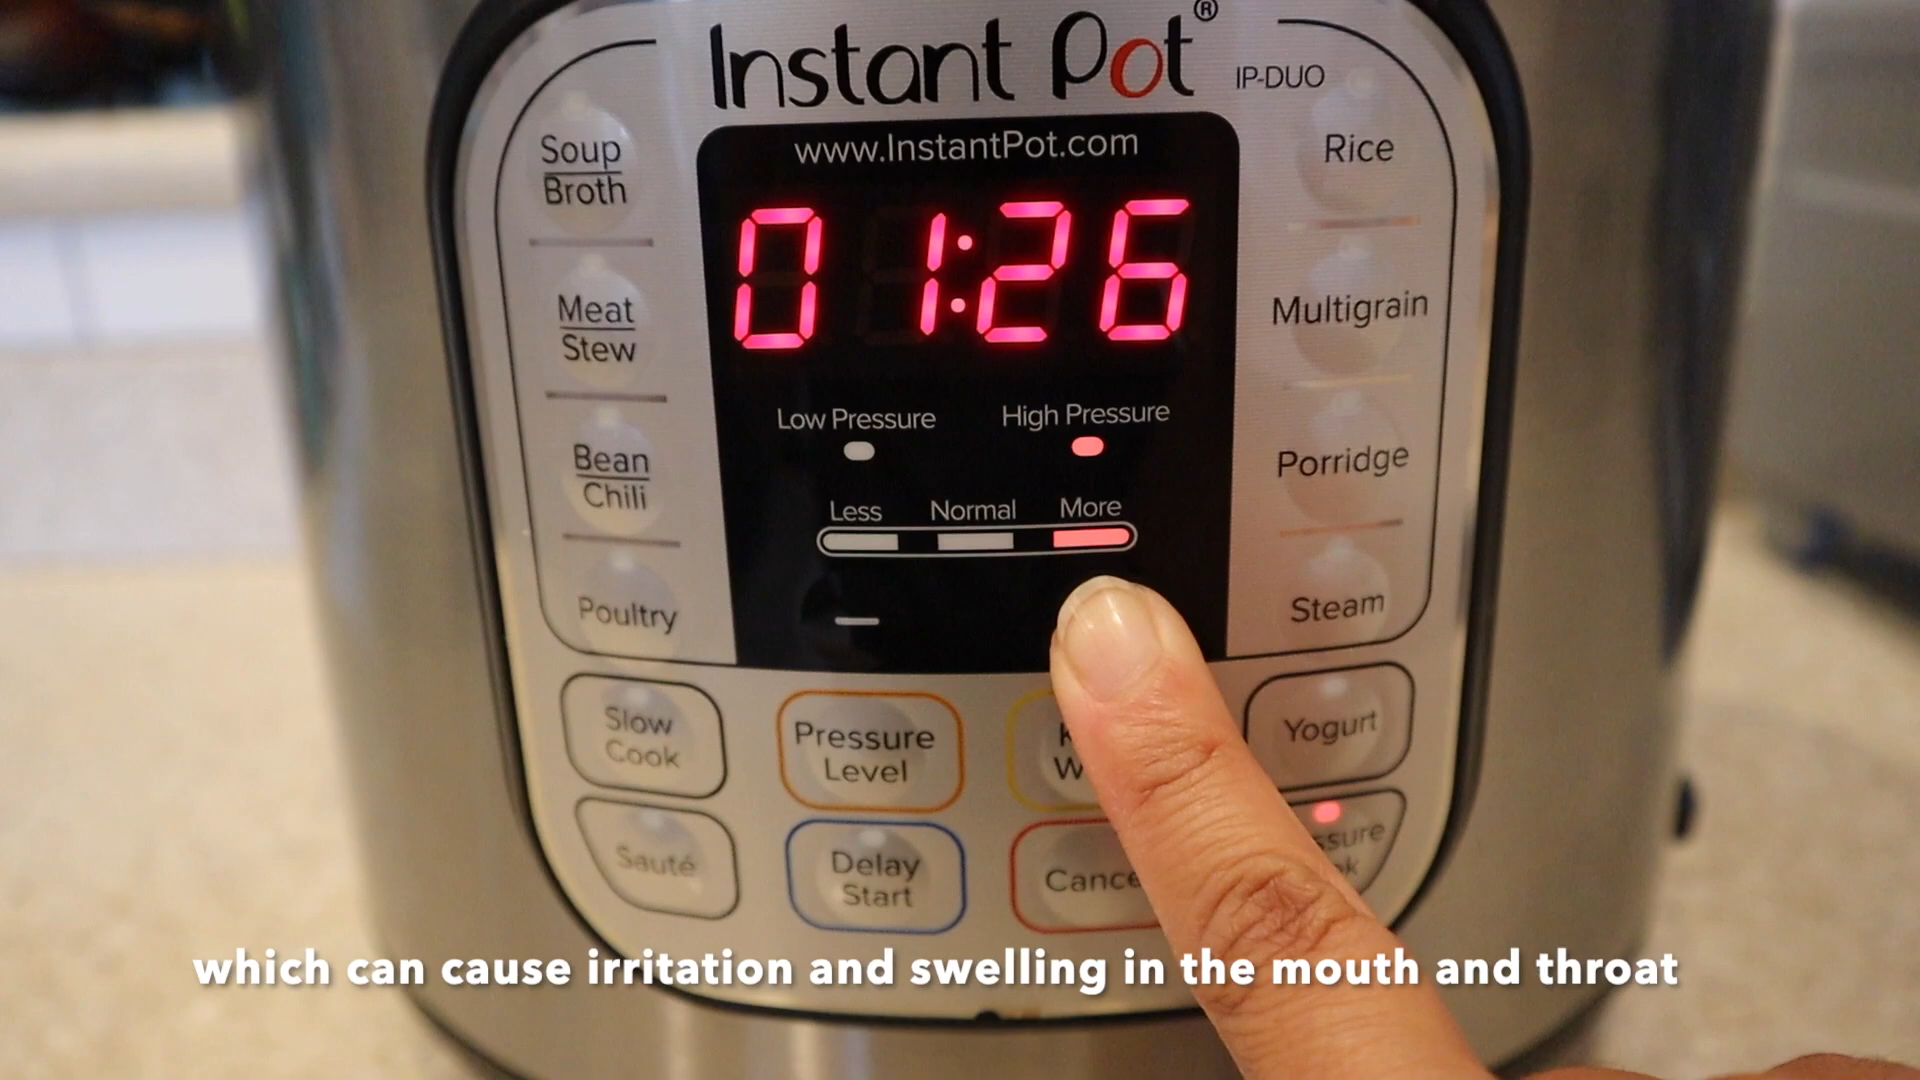 Instant Pot®
IP-DUO
www.InstantPot.com
01:26
Soup
Broth
Meat
Stew
Bean
Chili
Poultry
Rice
Multigrain
Porridge
Steam
Low Pressure
High Pressure
Less
Normal
More
Slow
Cook
Pressure
Level
Yogurt
Sauté
Delay
Start
which can cause irritation and swelling in the mouth and throat